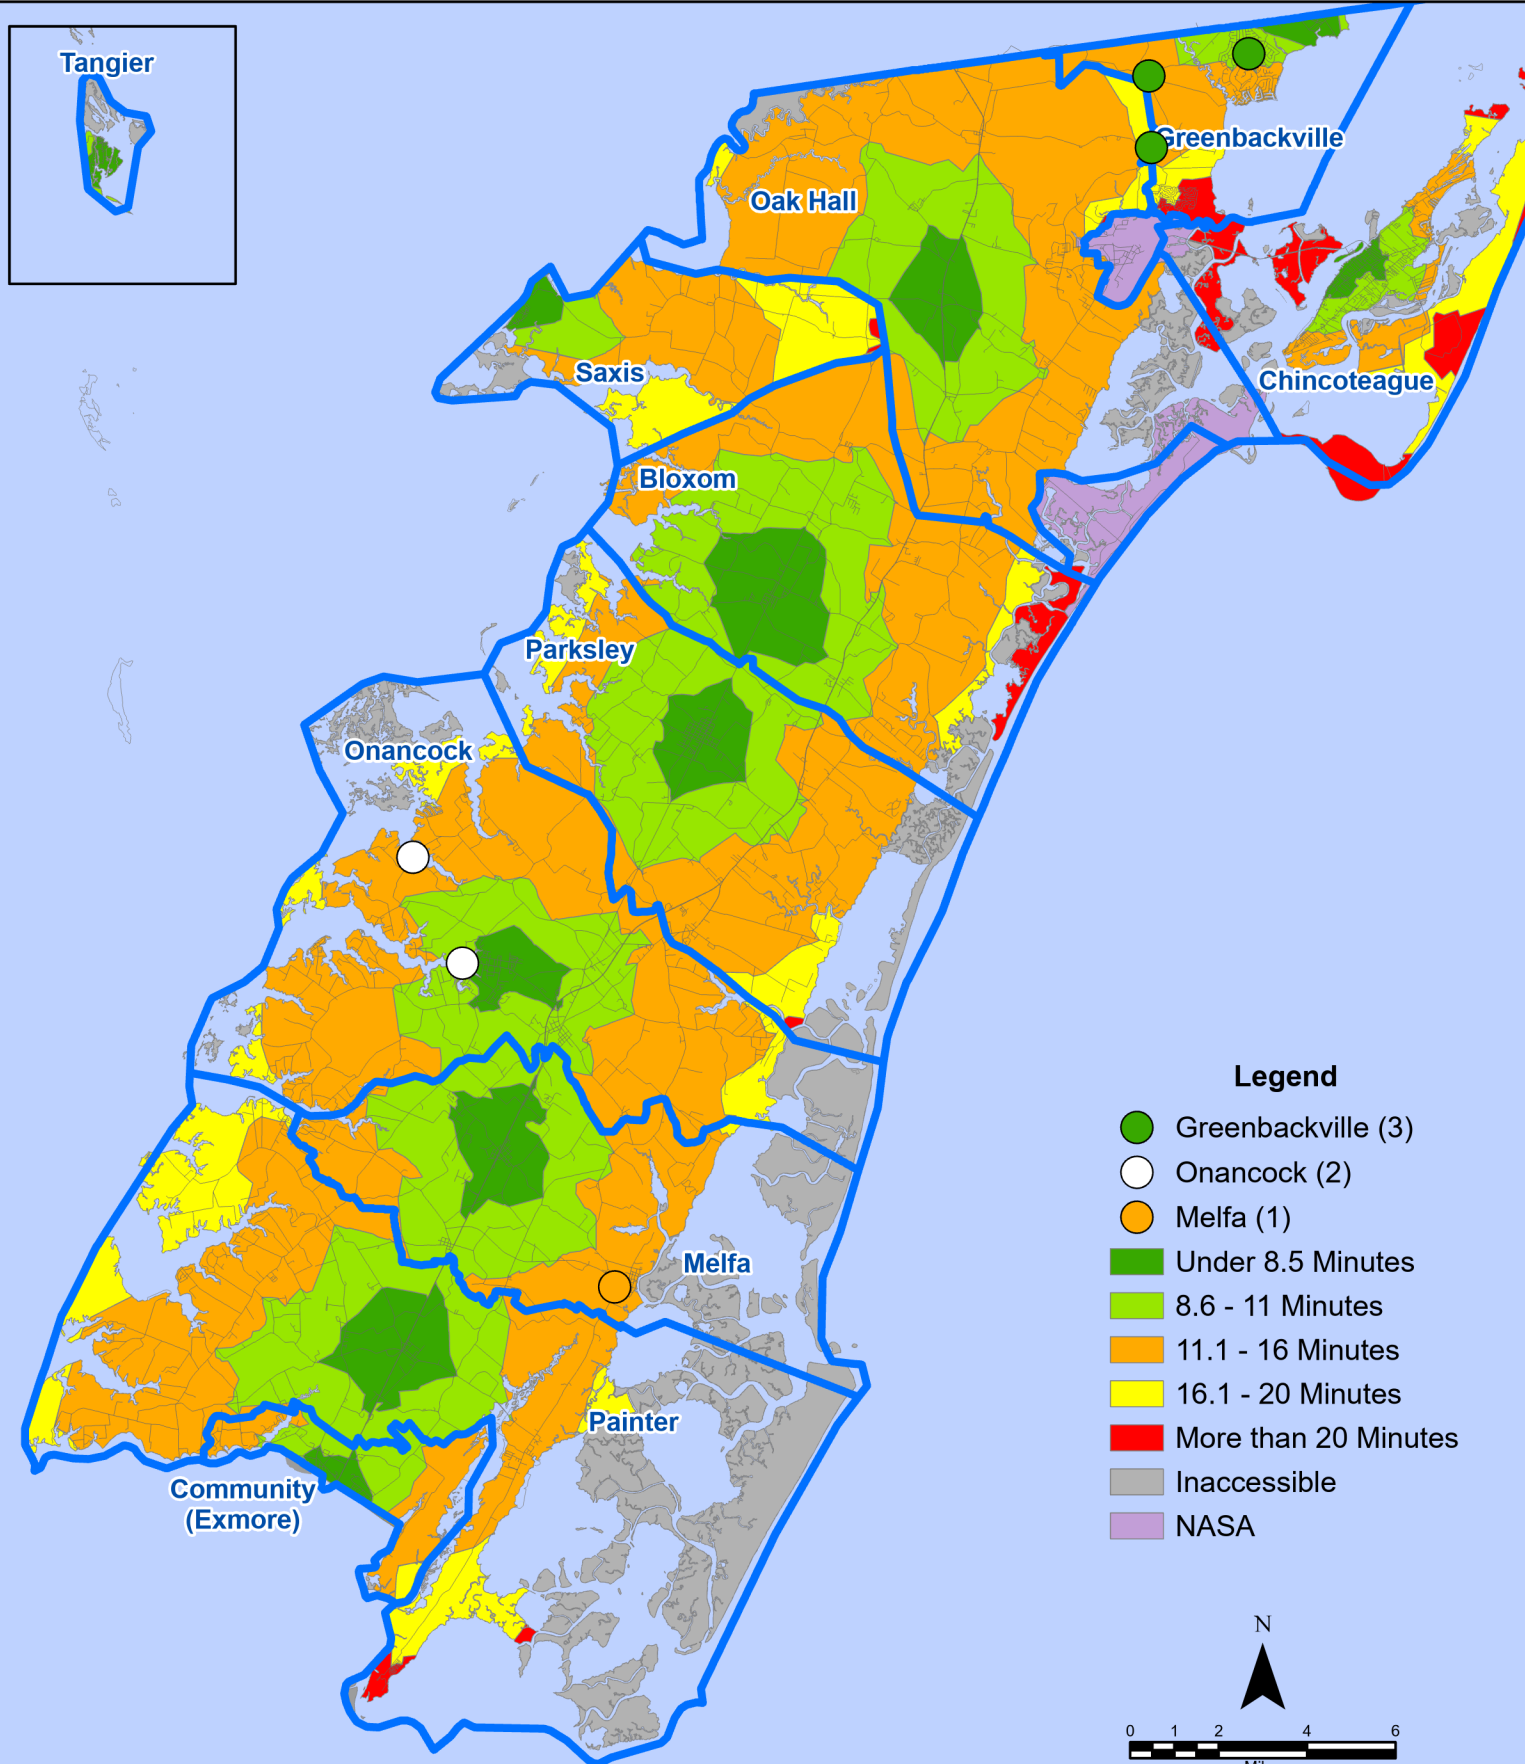 Tangier
Greenbackville
Oak Hall
Saxis
Chincoteague
Bloxom
Parksley
Onancock
Melfa
Painter
Community
(Exmore)
Legend
Greenbackville (3)
Onancock (2)
Melfa (1)
Under 8.5 Minutes
8.6 - 11 Minutes
11.1 - 16 Minutes
16.1 - 20 Minutes
More than 20 Minutes
Inaccessible
NASA
N
0 1 2 4 6